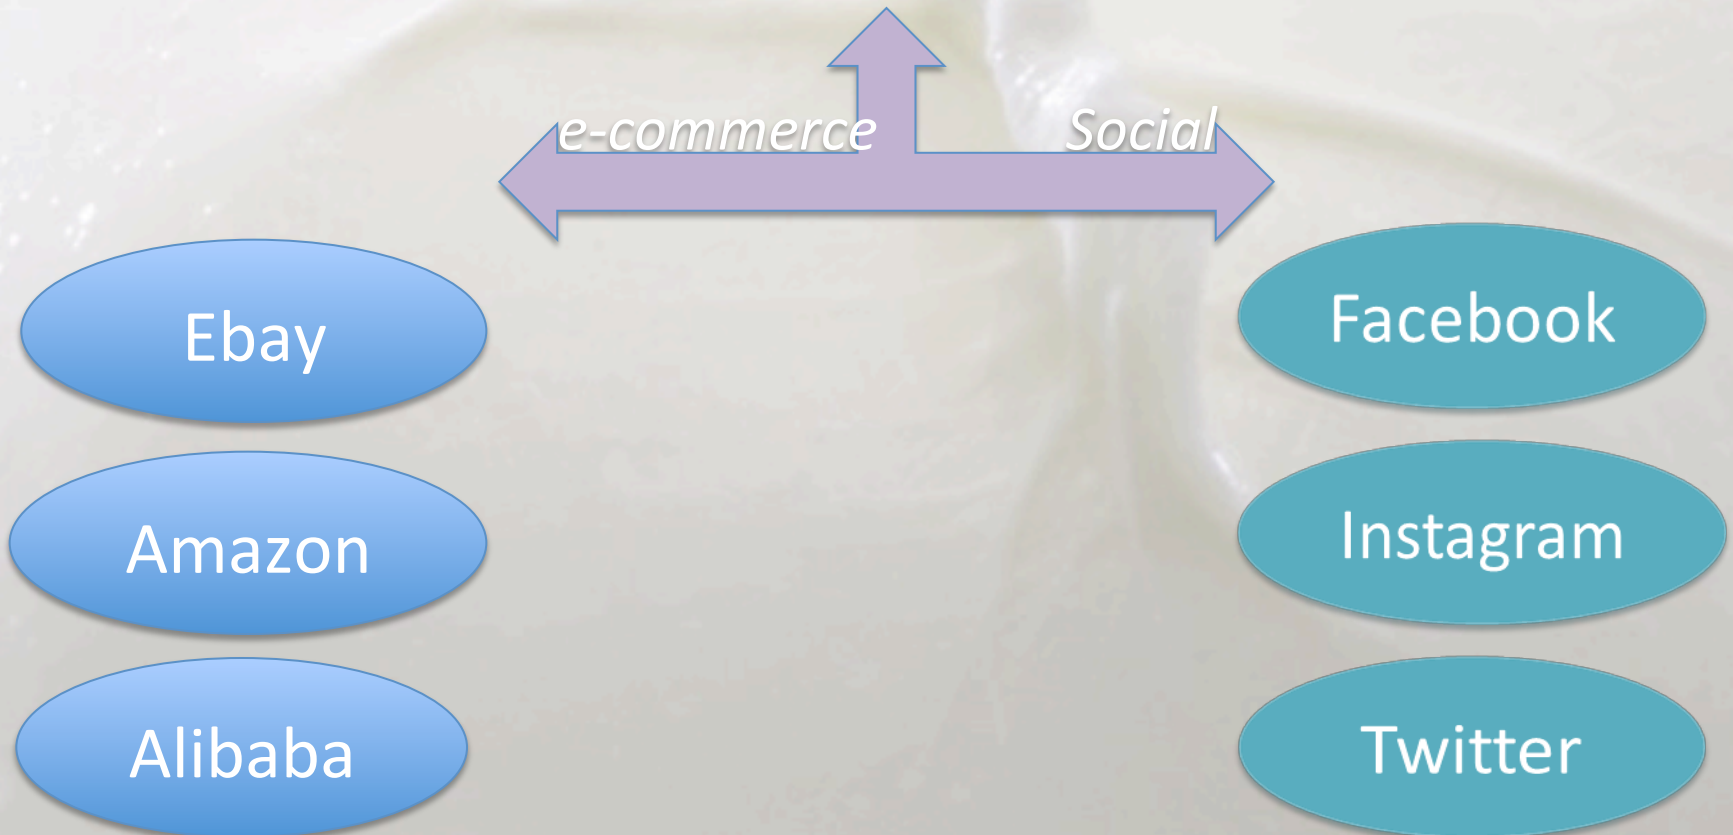 e-commerce
Social
Ebay
Facebook
Amazon
Instagram
Alibaba
Twitter